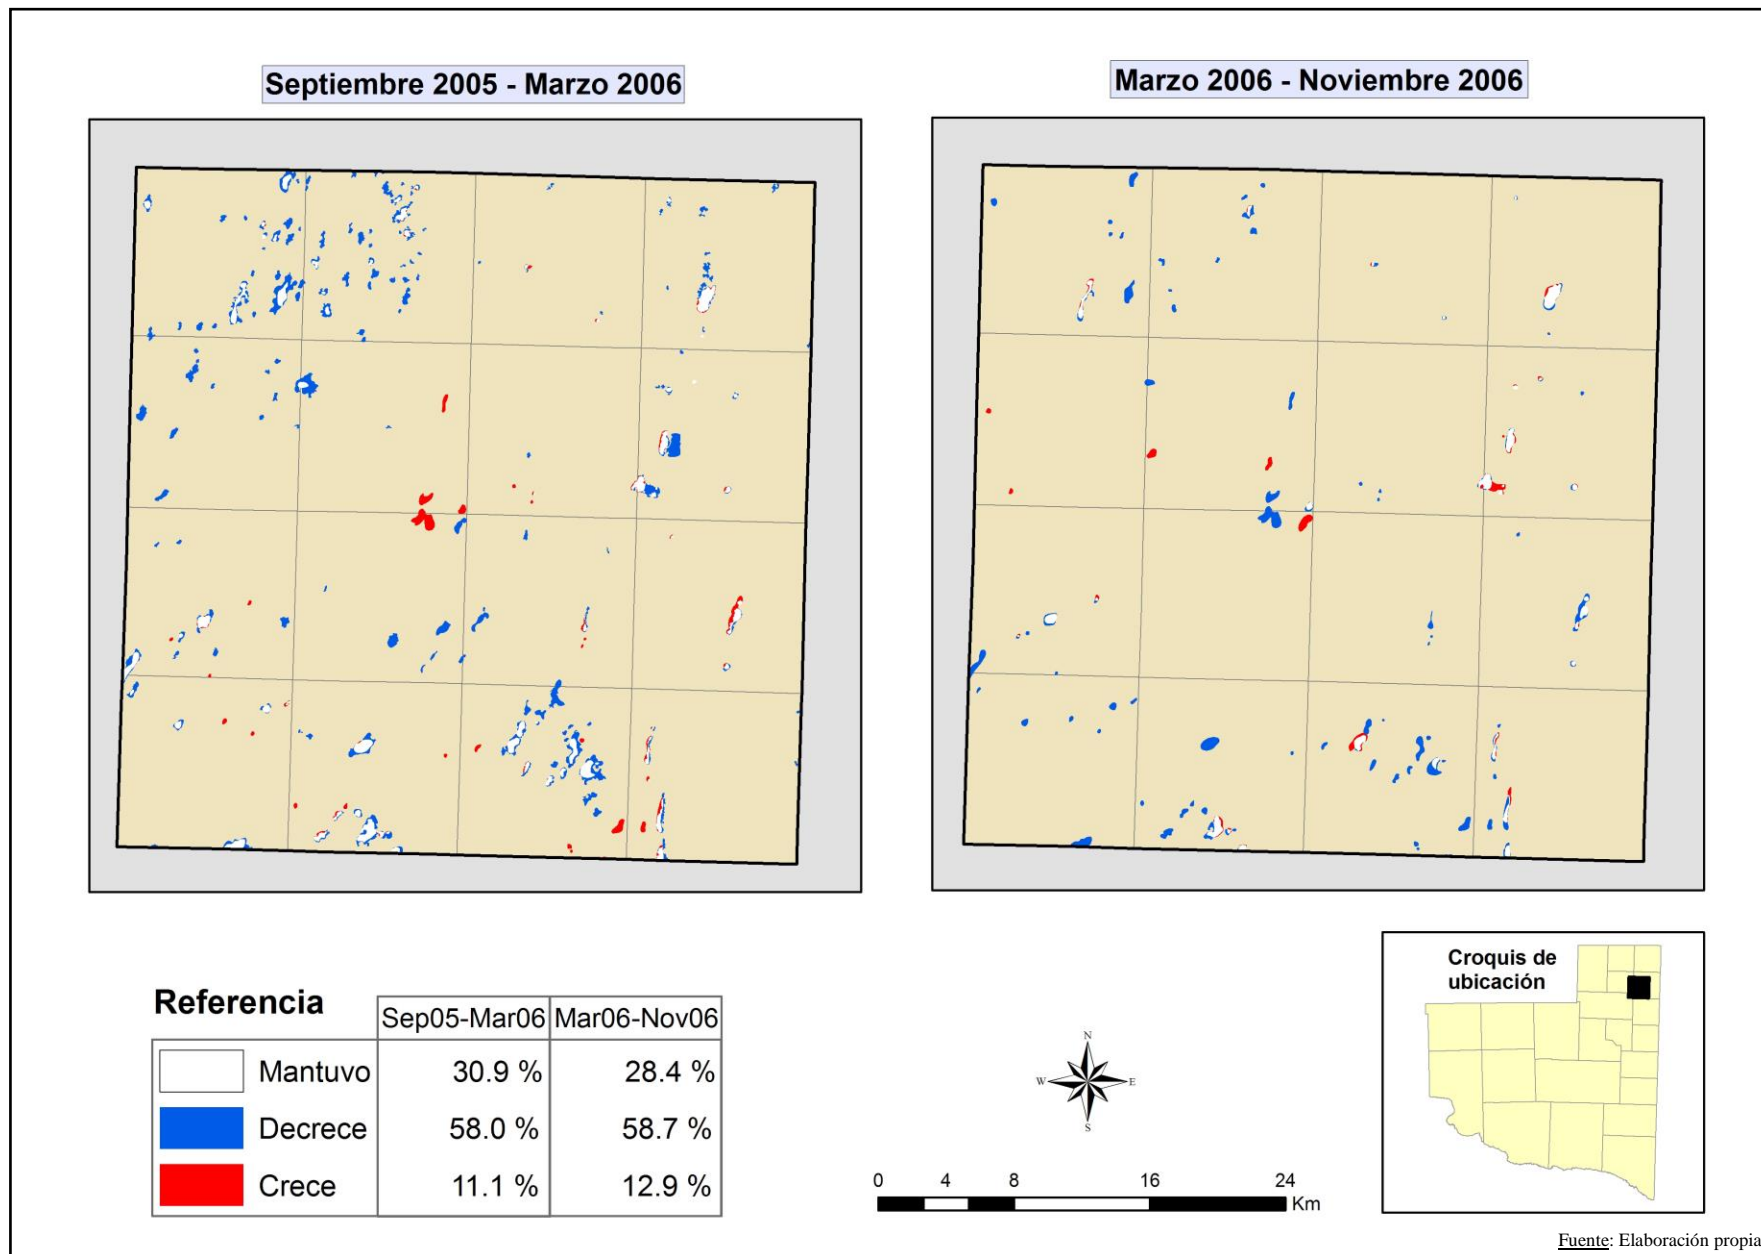 Septiembre 2005 - Marzo 2006
Marzo 2006 - Noviembre 2006
Referencia
Sep05-Mar06 Mar06-Nov06
Mantuvo 30.9 % 28.4 %
Decrece 58.0 % 58.7 %
Crece 11.1 % 12.9 %
N
W E
S
0 4 8 16 24
Km
Croquis de
ubicación
Fuente: Elaboración propia